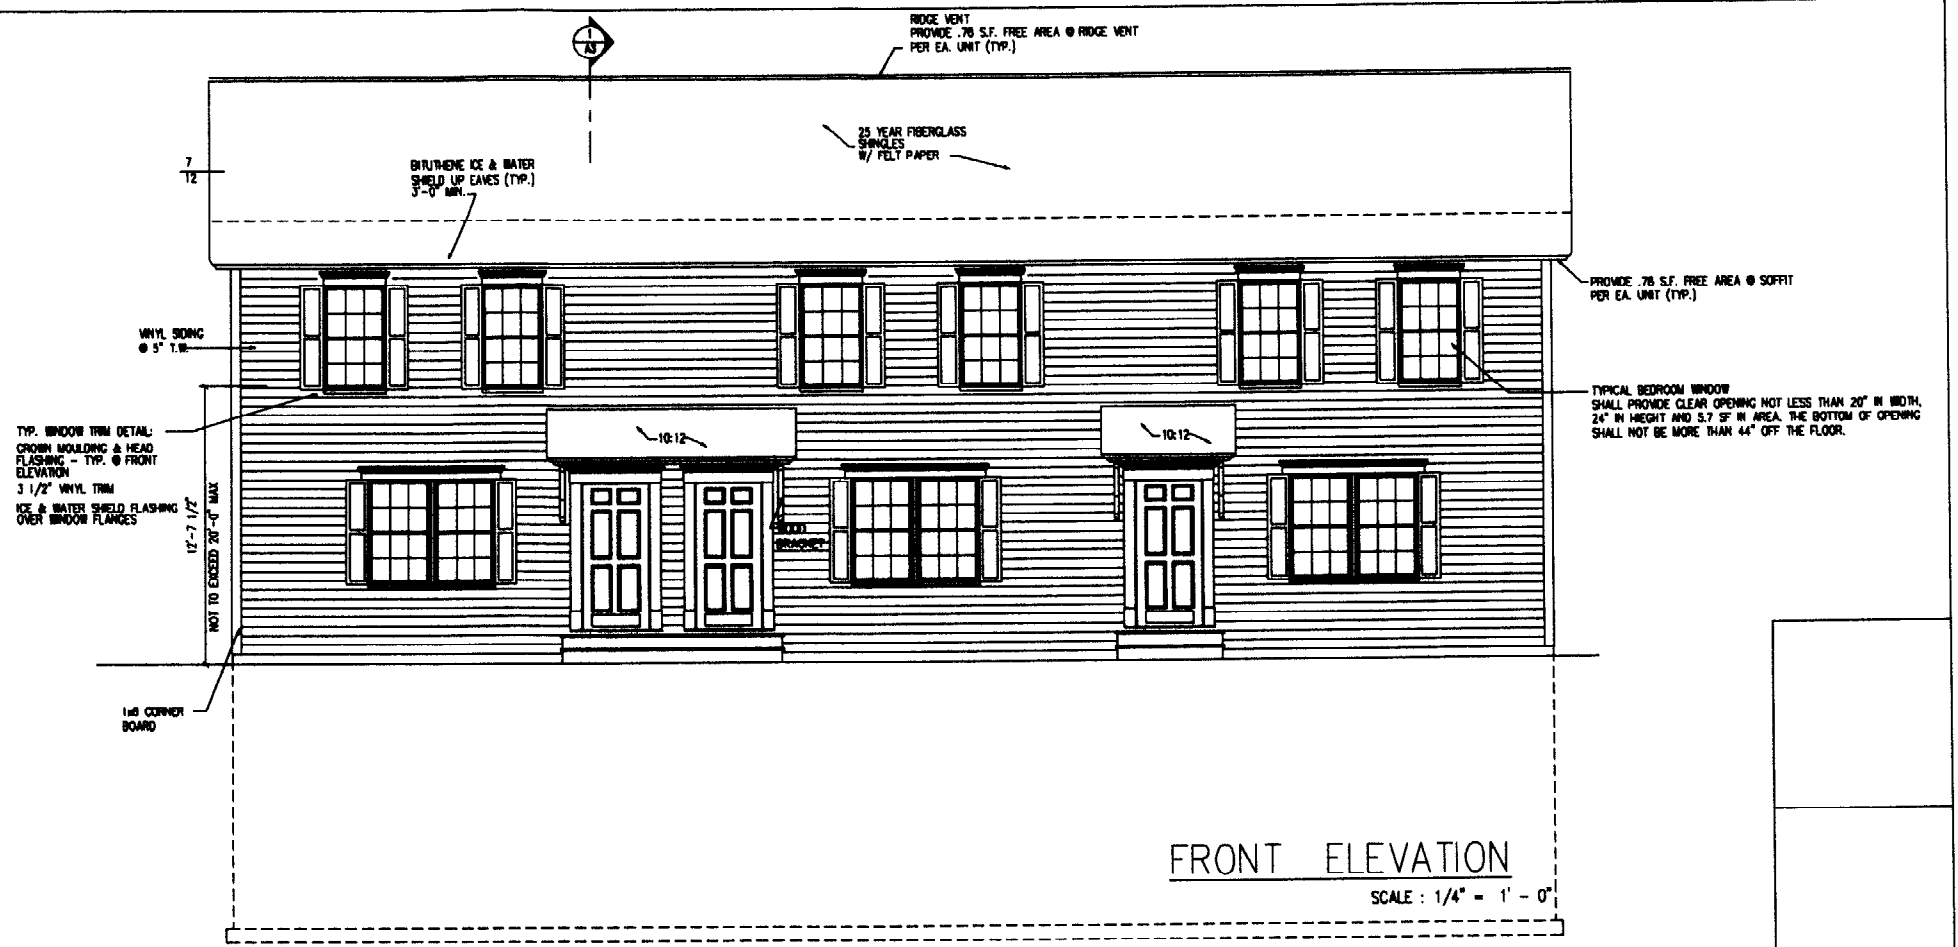 1
A3
RIDGE VENT
PROVIDE .78 S.F. FREE AREA @ RIDGE VENT
PER EA. UNIT (TYP.)
25 YEAR FIBERGLASS
SHINGLES
W/ FELT PAPER
7
12
BITUTHENE ICE & WATER
SHIELD UP EAVES (TYP.)
3'-0" MIN.
PROVIDE .78 S.F. FREE AREA @ SOFFIT
PER EA. UNIT (TYP.)
VINYL SIDING
@ 5" T.W.
TYPICAL BEDROOM WINDOW
SHALL PROVIDE CLEAR OPENING NOT LESS THAN 20" IN WIDTH,
24" IN HIEGHT AND 5.7 SF IN AREA. THE BOTTOM OF OPENING
SHALL NOT BE MORE THAN 44" OFF THE FLOOR.
TYP. WINDOW TRIM DETAIL:
CROWN MOULDING & HEAD
FLASHING - TYP. @ FRONT
ELEVATION
3 1/2" VINYL TRIM
ICE & WATER SHIELD FLASHING
OVER WINDOW FLANGES
10:12
10:12
12'-7 1/2"
NOT TO EXCEED 20'-0" MAX
WOOD
BRACKET
1x6 CORNER
BOARD
FRONT ELEVATION
SCALE : 1/4" = 1' - 0"